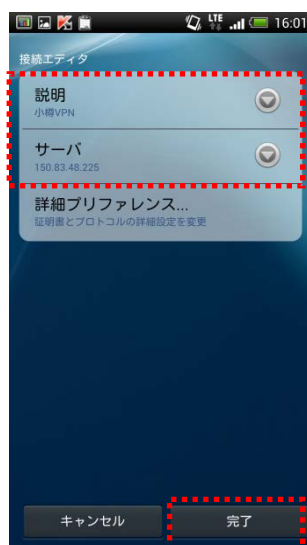 LTE 16:01
接続エディタ
説明
小樽VPN
サーバ
150.83.48.225
詳細プリファレンス...
証明書とプロトコルの詳細設定を変更
キャンセル 完了